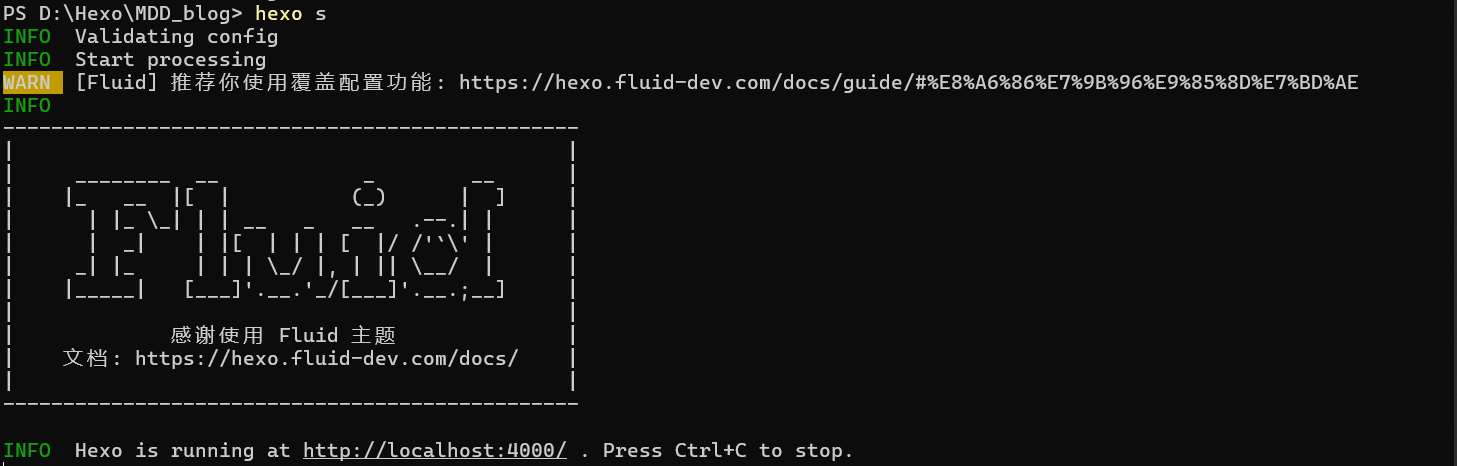 PS D:\Hexo\MDD_blog> hexo s
INFO  Validating config
INFO  Start processing
WARN  [Fluid] 推荐你使用覆盖配置功能: https://hexo.fluid-dev.com/docs/guide/#%E8%A6%86%E7%9B%96%E9%85%8D%E7%BD%AE
INFO
------------------------------------------------
|                                              |
|     ________  __            _        __      |
|    |_   __  |[  |          (_)      |  ]     |
|      | |_ \_| | | __   _   __   .--.| |      |
|      |  _|    | |[  | | | [  |/ /'`\' |      |
|     _| |_     | | | \_/ |, | || \__/  |      |
|    |_____|   [___]'.__.'_/[___]'.__.;__]     |
|                                              |
|            感谢使用 Fluid 主题              |
|    文档: https://hexo.fluid-dev.com/docs/    |
|                                              |
------------------------------------------------
INFO  Hexo is running at http://localhost:4000/ . Press Ctrl+C to stop.